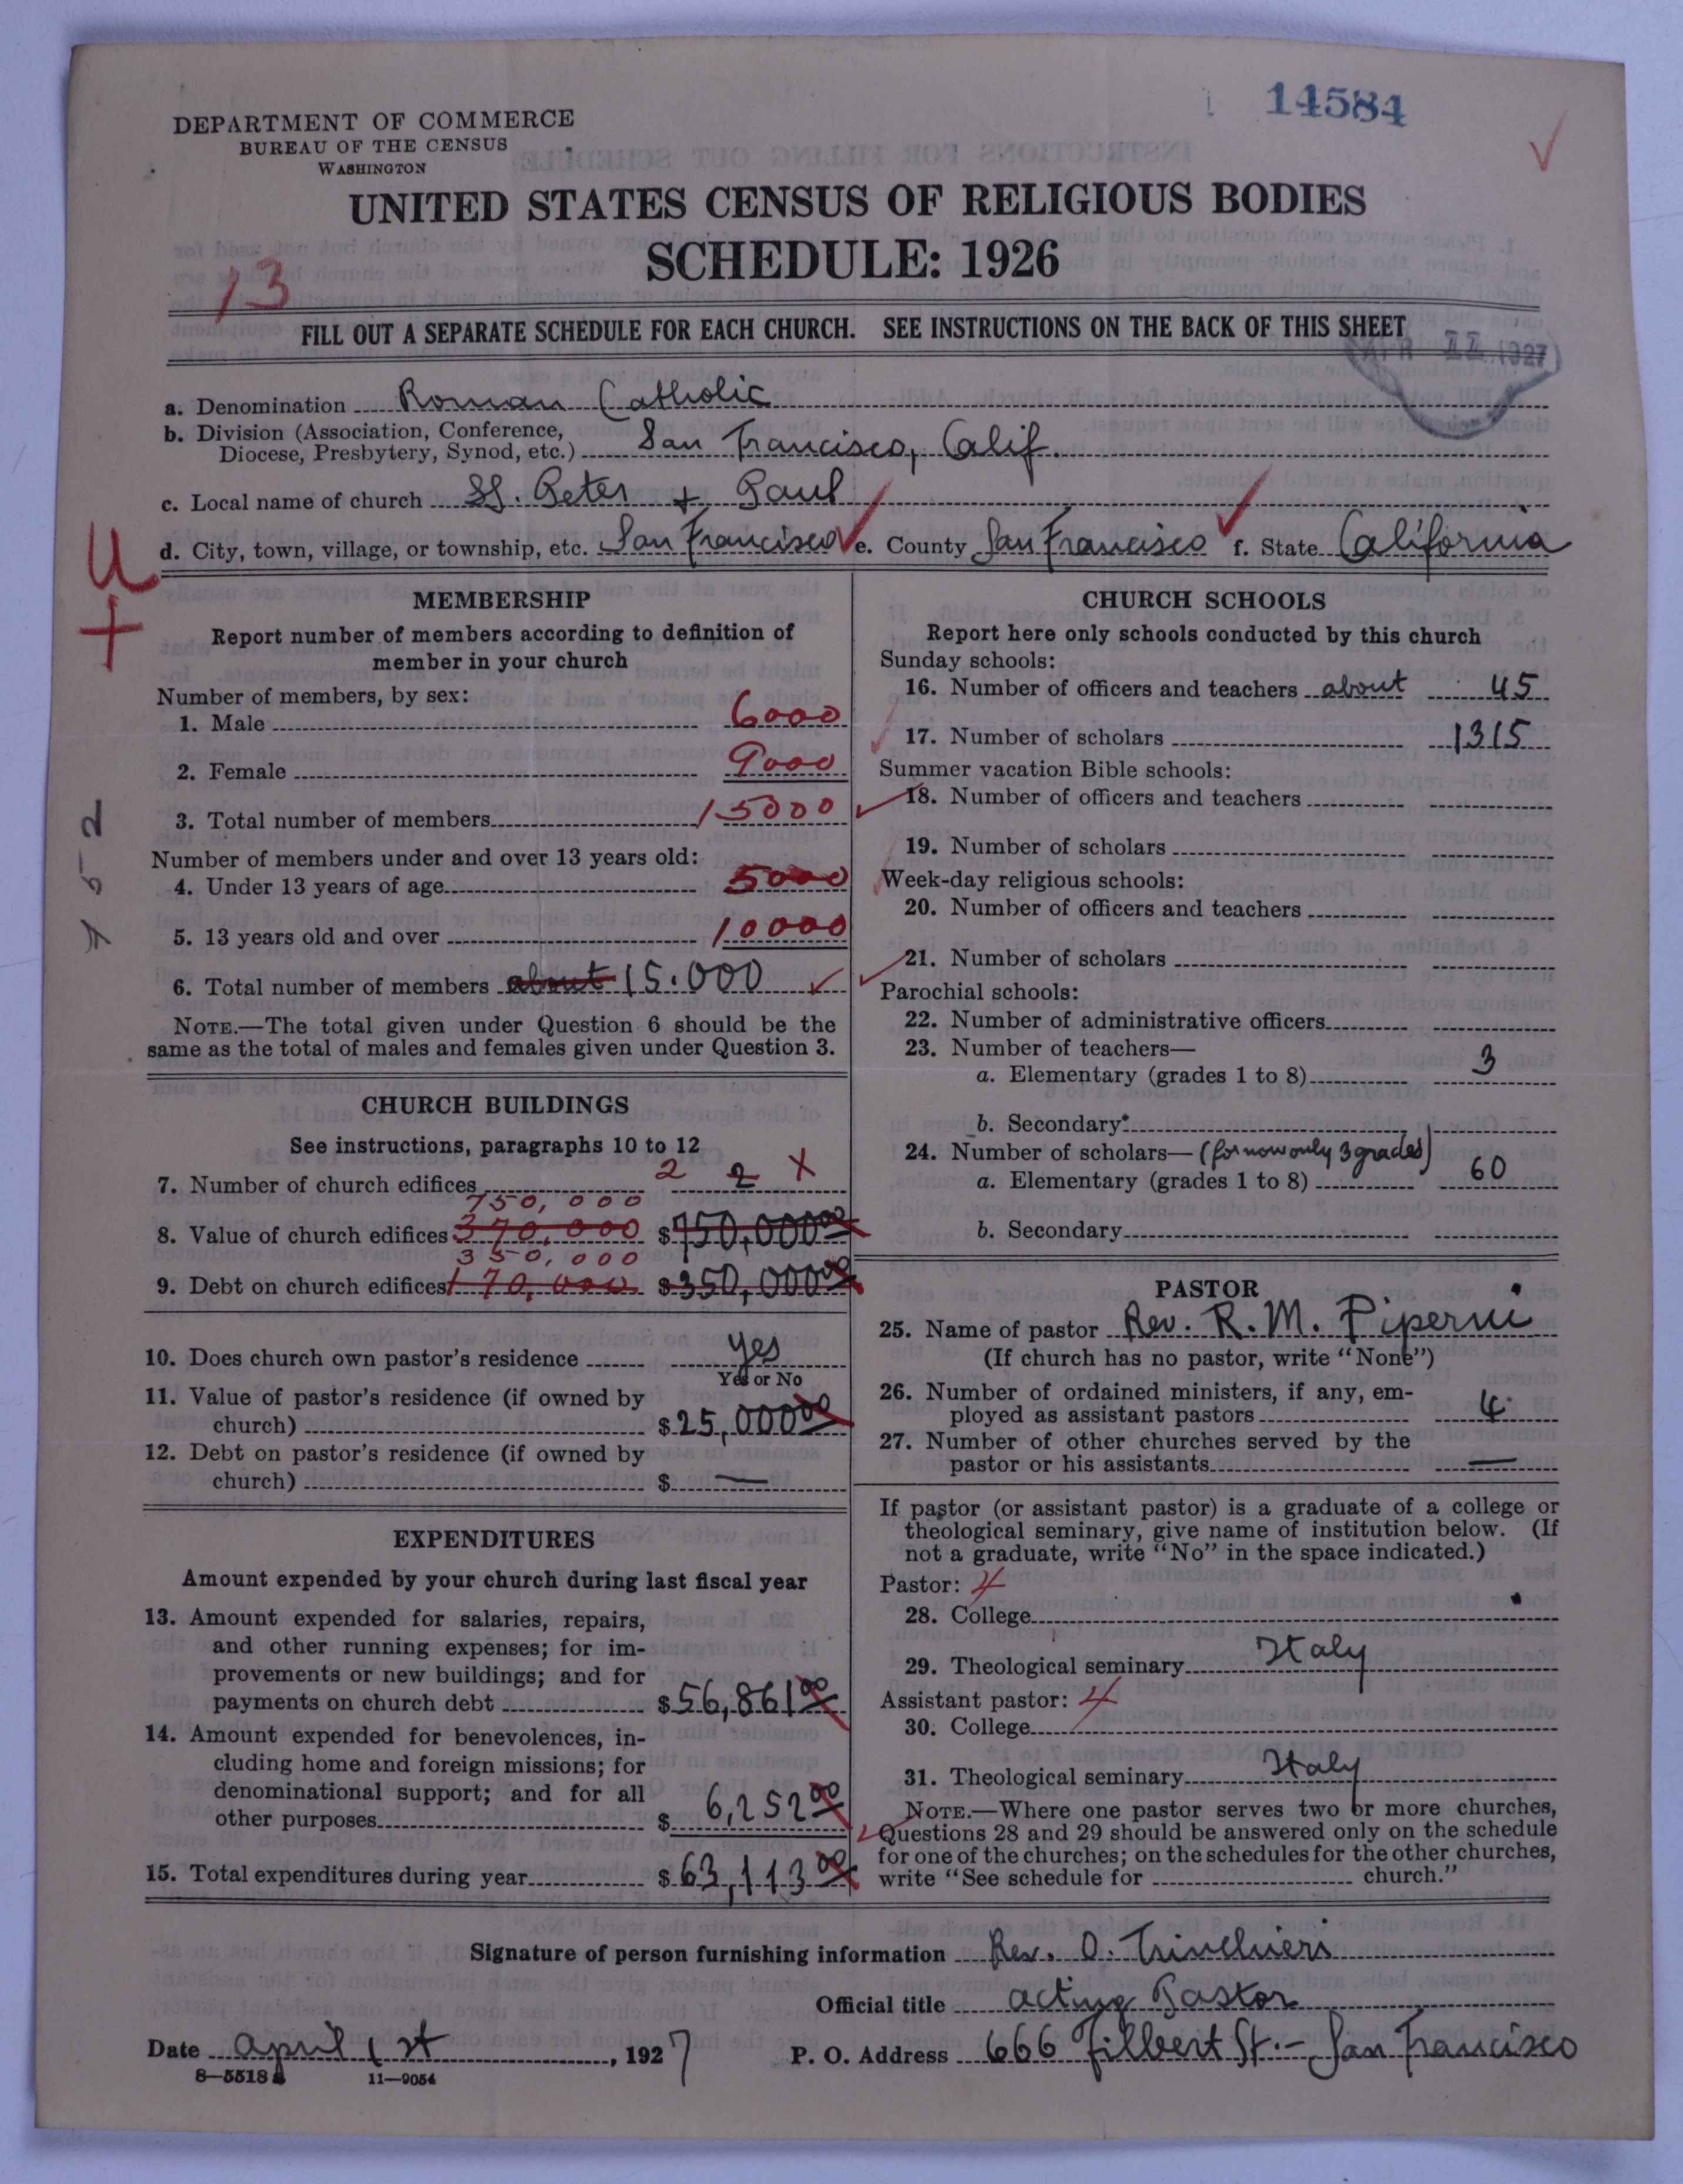 14584
DEPARTMENT OF COMMERCE
BUREAU OF THE CENSUS
WASHINGTON
UNITED STATES CENSUS OF RELIGIOUS BODIES
SCHEDULE: 1926
13
FILL OUT A SEPARATE SCHEDULE FOR EACH CHURCH. SEE INSTRUCTIONS ON THE BACK OF THIS SHEET
1927
a. Denomination Roman Catholic
b. Division (Association, Conference,
Diocese, Presbytery, Synod, etc.) San Francisco, Calif.
c. Local name of church SS. Peter + Paul
d. City, town, village, or township, etc. San Francisco e. County San Francisco f. State California
U
+
752
MEMBERSHIP
Report number of members according to definition of
member in your church
Number of members, by sex:
1. Male 6000
2. Female 9000
3. Total number of members 15000
Number of members under and over 13 years old:
4. Under 13 years of age 5000
5. 13 years old and over 10000
6. Total number of members about 15.000
NOTE.—The total given under Question 6 should be the
same as the total of males and females given under Question 3.
CHURCH BUILDINGS
See instructions, paragraphs 10 to 12
7. Number of church edifices 2 2 X
750,000
8. Value of church edifices 370,000 $750,000 00
350,000
9. Debt on church edifices 170,000 $350,000 00
10. Does church own pastor's residence yes
Yes or No
11. Value of pastor's residence (if owned by
church) $25,000 00
12. Debt on pastor's residence (if owned by
church) $ —
EXPENDITURES
Amount expended by your church during last fiscal year
13. Amount expended for salaries, repairs,
and other running expenses; for im-
provements or new buildings; and for
payments on church debt $56,861 00
14. Amount expended for benevolences, in-
cluding home and foreign missions; for
denominational support; and for all
other purposes $6,252 00
15. Total expenditures during year $63,113 00
CHURCH SCHOOLS
Report here only schools conducted by this church
Sunday schools:
16. Number of officers and teachers about 45
17. Number of scholars 1315
Summer vacation Bible schools:
18. Number of officers and teachers
19. Number of scholars
Week-day religious schools:
20. Number of officers and teachers
21. Number of scholars
Parochial schools:
22. Number of administrative officers
23. Number of teachers—
a. Elementary (grades 1 to 8) 3
b. Secondary
24. Number of scholars— (for now only 3 grades)
a. Elementary (grades 1 to 8) 60
b. Secondary
PASTOR
25. Name of pastor Rev. R. M. Piperni
(If church has no pastor, write "None")
26. Number of ordained ministers, if any, em-
ployed as assistant pastors 4
27. Number of other churches served by the
pastor or his assistants —
If pastor (or assistant pastor) is a graduate of a college or
theological seminary, give name of institution below. (If
not a graduate, write "No" in the space indicated.)
Pastor: 4
28. College
29. Theological seminary Italy
Assistant pastor: 4
30. College
31. Theological seminary Italy
NOTE.—Where one pastor serves two or more churches,
Questions 28 and 29 should be answered only on the schedule
for one of the churches; on the schedules for the other churches,
write "See schedule for church."
Signature of person furnishing information Rev. O. Trinchieri
Official title acting Pastor
Date april 1st, 1927 P. O. Address 666 Filbert St. – San Francisco
8—5518 11—9054